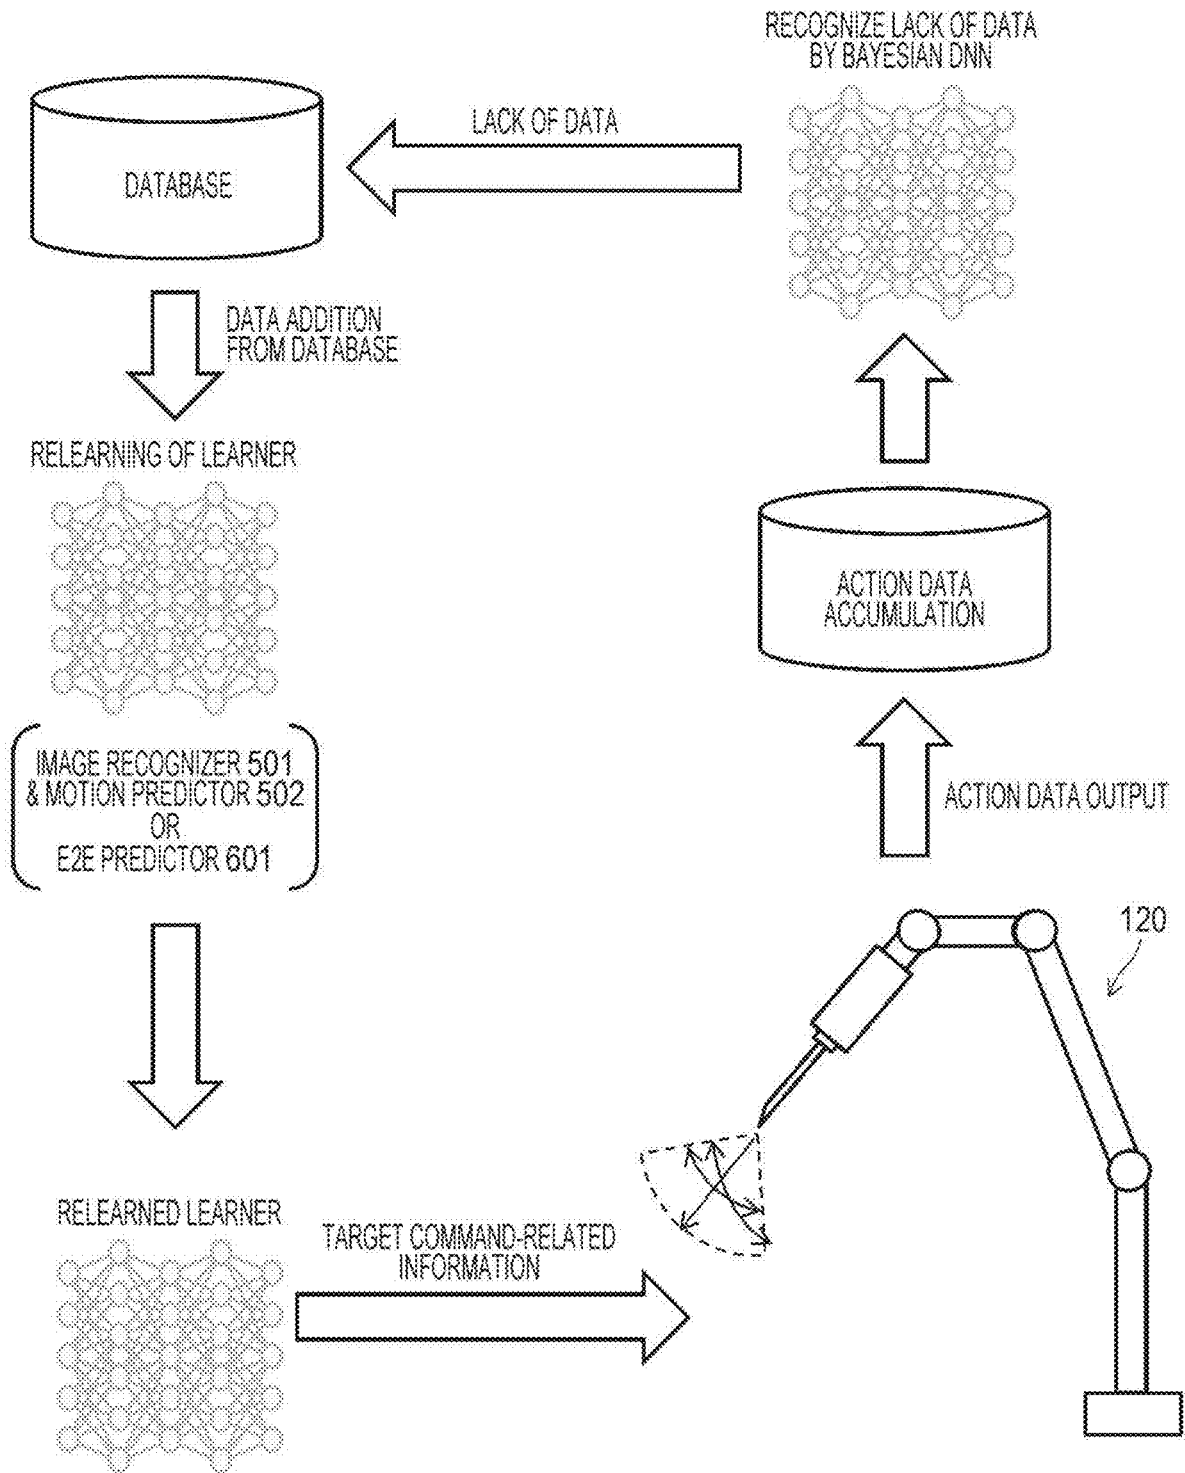 RECOGNIZE LACK OF DATA
BY BAYESIAN DNN
LACK OF DATA
DATABASE
DATA ADDITION
FROM DATABASE
RELEARNING OF LEARNER
ACTION DATA
ACCUMULATION
IMAGE RECOGNIZER 501
& MOTION PREDICTOR 502
OR
E2E PREDICTOR 601
ACTION DATA OUTPUT
120
RELEARNED LEARNER
TARGET COMMAND-RELATED
INFORMATION